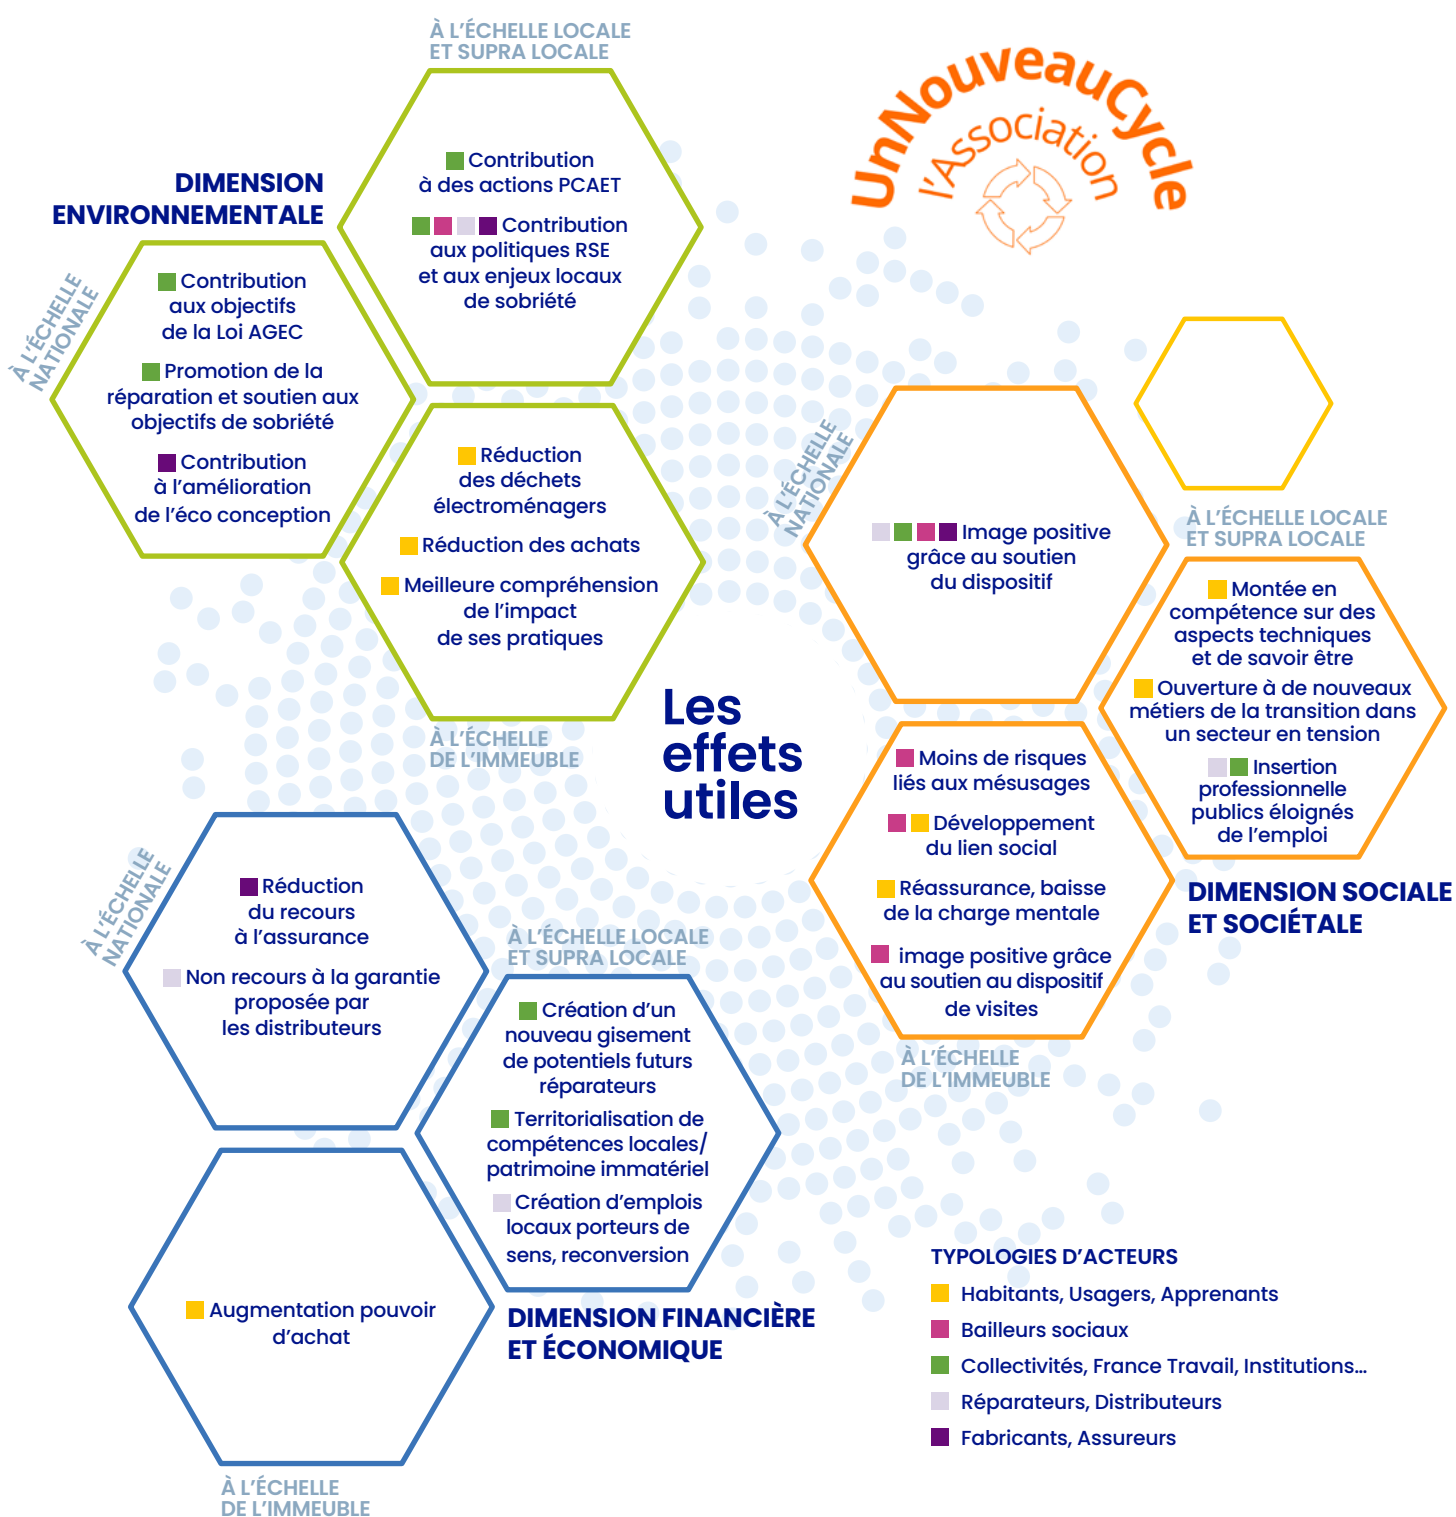 UnNouveauCycle
l'Association
Les
effets
utiles
DIMENSION
ENVIRONNEMENTALE
À L'ÉCHELLE LOCALE
ET SUPRA LOCALE
Contribution
à des actions PCAET
Contribution
aux politiques RSE
et aux enjeux locaux
de sobriété
À L'ÉCHELLE
NATIONALE
Contribution
aux objectifs
de la Loi AGEC
Promotion de la
réparation et soutien aux
objectifs de sobriété
Contribution
à l'amélioration
de l'éco conception
Réduction
des déchets
électroménagers
Réduction des achats
Meilleure compréhension
de l'impact
de ses pratiques
À L'ÉCHELLE
DE L'IMMEUBLE
À L'ÉCHELLE
NATIONALE
Image positive
grâce au soutien
du dispositif
À L'ÉCHELLE LOCALE
ET SUPRA LOCALE
Montée en
compétence sur des
aspects techniques
et de savoir être
Ouverture à de nouveaux
métiers de la transition dans
un secteur en tension
Insertion
professionnelle
publics éloignés
de l'emploi
Moins de risques
liés aux mésusages
Développement
du lien social
Réassurance, baisse
de la charge mentale
image positive grâce
au soutien au dispositif
de visites
À L'ÉCHELLE
DE L'IMMEUBLE
DIMENSION SOCIALE
ET SOCIÉTALE
À L'ÉCHELLE
NATIONALE
Réduction
du recours
à l'assurance
Non recours à la garantie
proposée par
les distributeurs
À L'ÉCHELLE LOCALE
ET SUPRA LOCALE
Création d'un
nouveau gisement
de potentiels futurs
réparateurs
Territorialisation de
compétences locales/
patrimoine immatériel
Création d'emplois
locaux porteurs de
sens, reconversion
Augmentation pouvoir
d'achat
À L'ÉCHELLE
DE L'IMMEUBLE
DIMENSION FINANCIÈRE
ET ÉCONOMIQUE
TYPOLOGIES D'ACTEURS
Habitants, Usagers, Apprenants
Bailleurs sociaux
Collectivités, France Travail, Institutions…
Réparateurs, Distributeurs
Fabricants, Assureurs